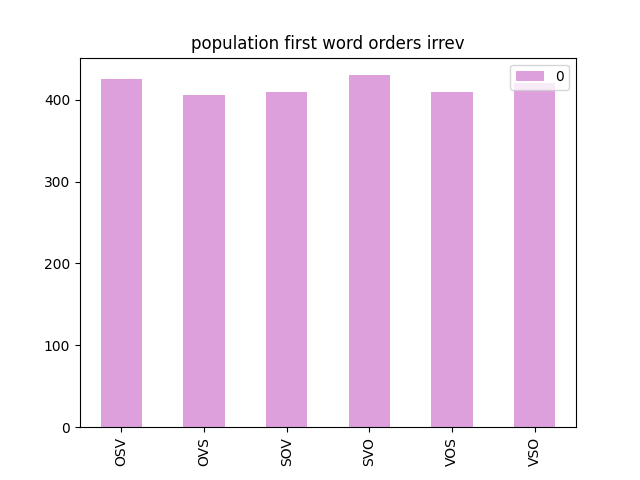 population first word orders irrev
0
400
300
200
100
0
OSV
OVS
SOV
SVO
VOS
VSO